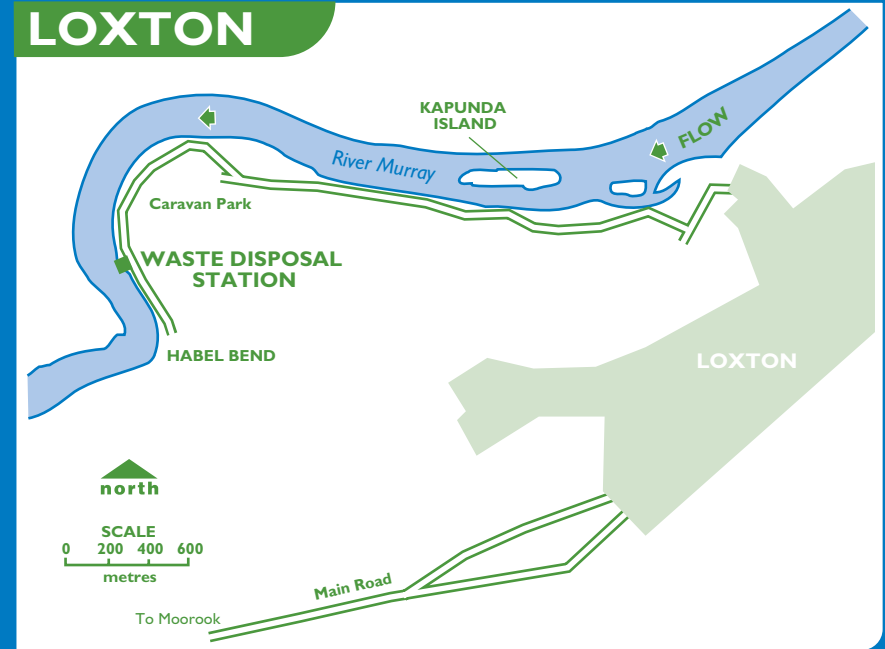 LOXTON
KAPUNDA
ISLAND
FLOW
River Murray
Caravan Park
WASTE DISPOSAL
STATION
HABEL BEND
LOXTON
north
SCALE
0 200 400 600
metres
Main Road
To Moorook